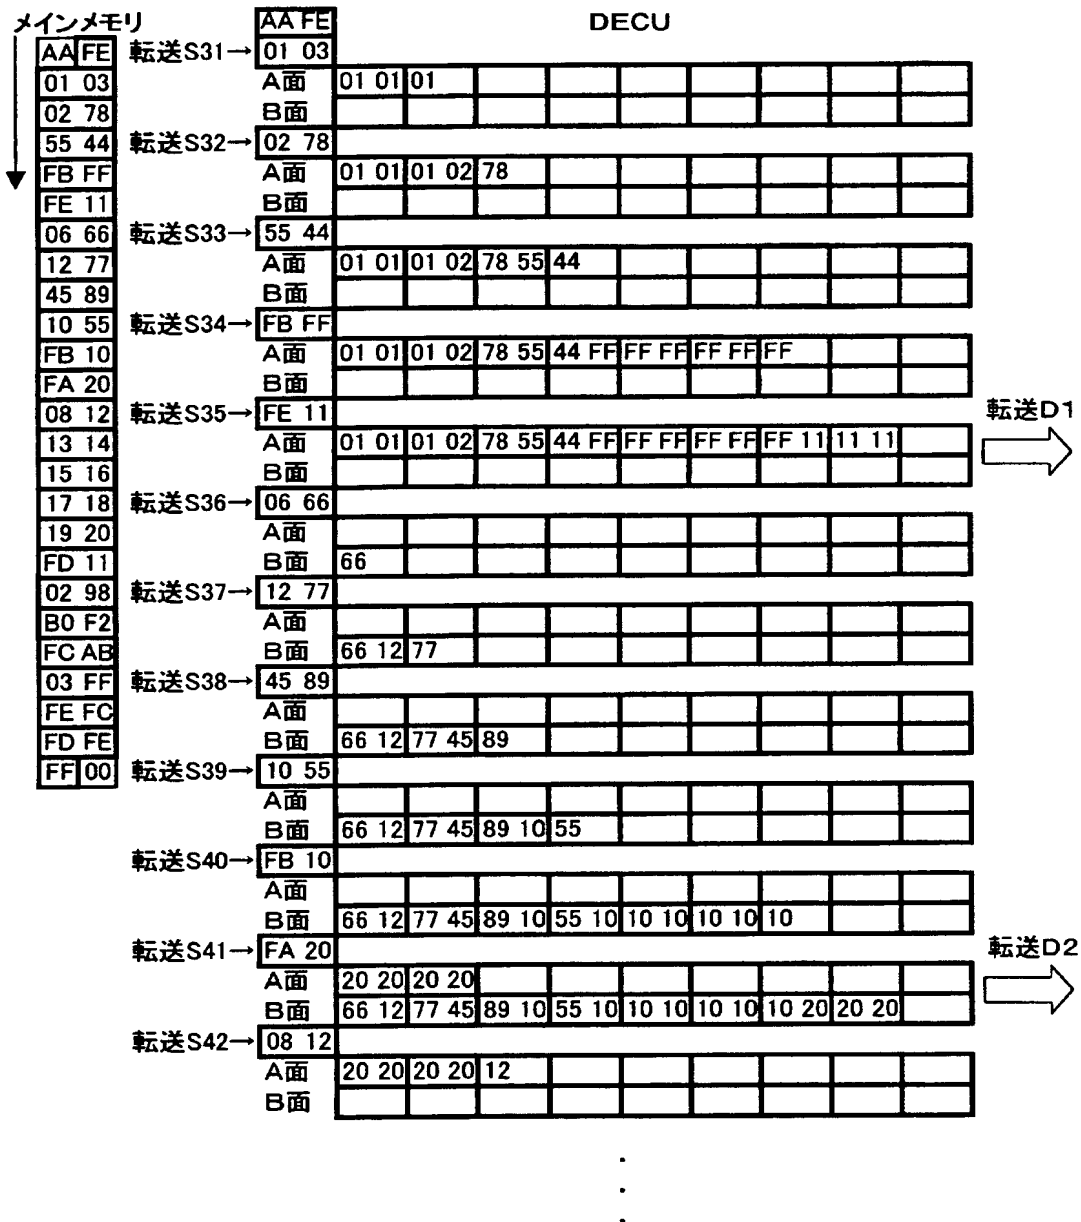 メインメモリ
AA FE
01 03
02 78
55 44
FB FF
FE 11
06 66
12 77
45 89
10 55
FB 10
FA 20
08 12
13 14
15 16
17 18
19 20
FD 11
02 98
B0 F2
FC AB
03 FF
FE FC
FD FE
FF 00
DECU
AA FE
転送S31→ 01 03
A面 01 01 01
B面
転送S32→ 02 78
A面 01 01 01 02 78
B面
転送S33→ 55 44
A面 01 01 01 02 78 55 44
B面
転送S34→ FB FF
A面 01 01 01 02 78 55 44 FF FF FF FF FF FF
B面
転送S35→ FE 11
A面 01 01 01 02 78 55 44 FF FF FF FF FF FF 11 11 11
B面
転送D1
転送S36→ 06 66
A面
B面 66
転送S37→ 12 77
A面
B面 66 12 77
転送S38→ 45 89
A面
B面 66 12 77 45 89
転送S39→ 10 55
A面
B面 66 12 77 45 89 10 55
転送S40→ FB 10
A面
B面 66 12 77 45 89 10 55 10 10 10 10 10 10
転送S41→ FA 20
A面 20 20 20 20
B面 66 12 77 45 89 10 55 10 10 10 10 10 10 20 20 20
転送D2
転送S42→ 08 12
A面 20 20 20 20 12
B面